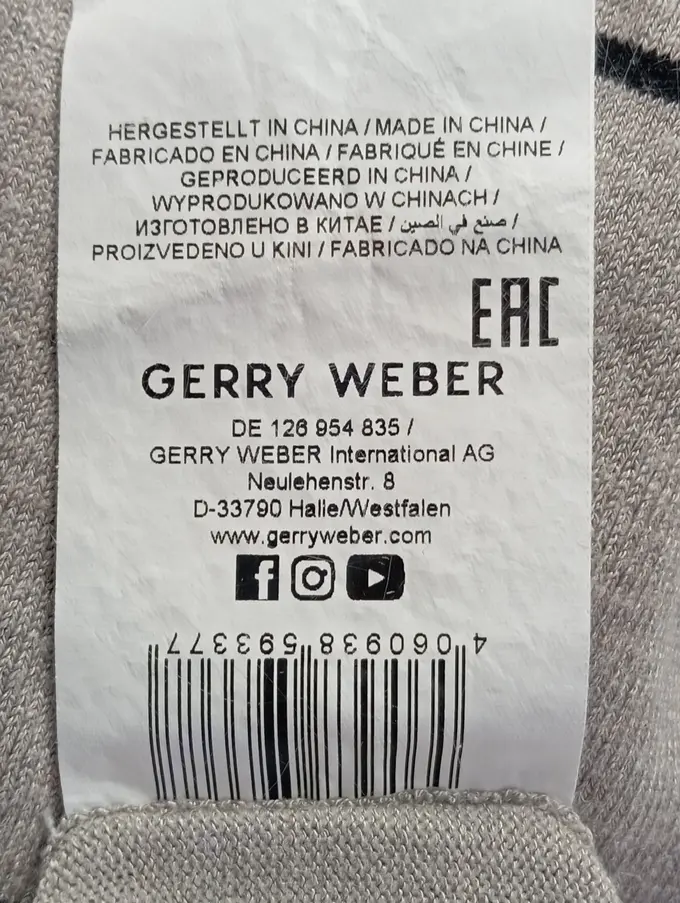 HERGESTELLT IN CHINA / MADE IN CHINA /
FABRICADO EN CHINA / FABRIQUÉ EN CHINE /
GEPRODUCEERD IN CHINA /
WYPRODUKOWANO W CHINACH /
ИЗГОТОВЛЕНО В КИТАЕ / صنع في الصين /
PROIZVEDENO U KINI / FABRICADO NA CHINA
EAC
GERRY WEBER
DE 126 954 835 /
GERRY WEBER International AG
Neulehenstr. 8
D-33790 Halle/Westfalen
www.gerryweber.com
4 060938 593377